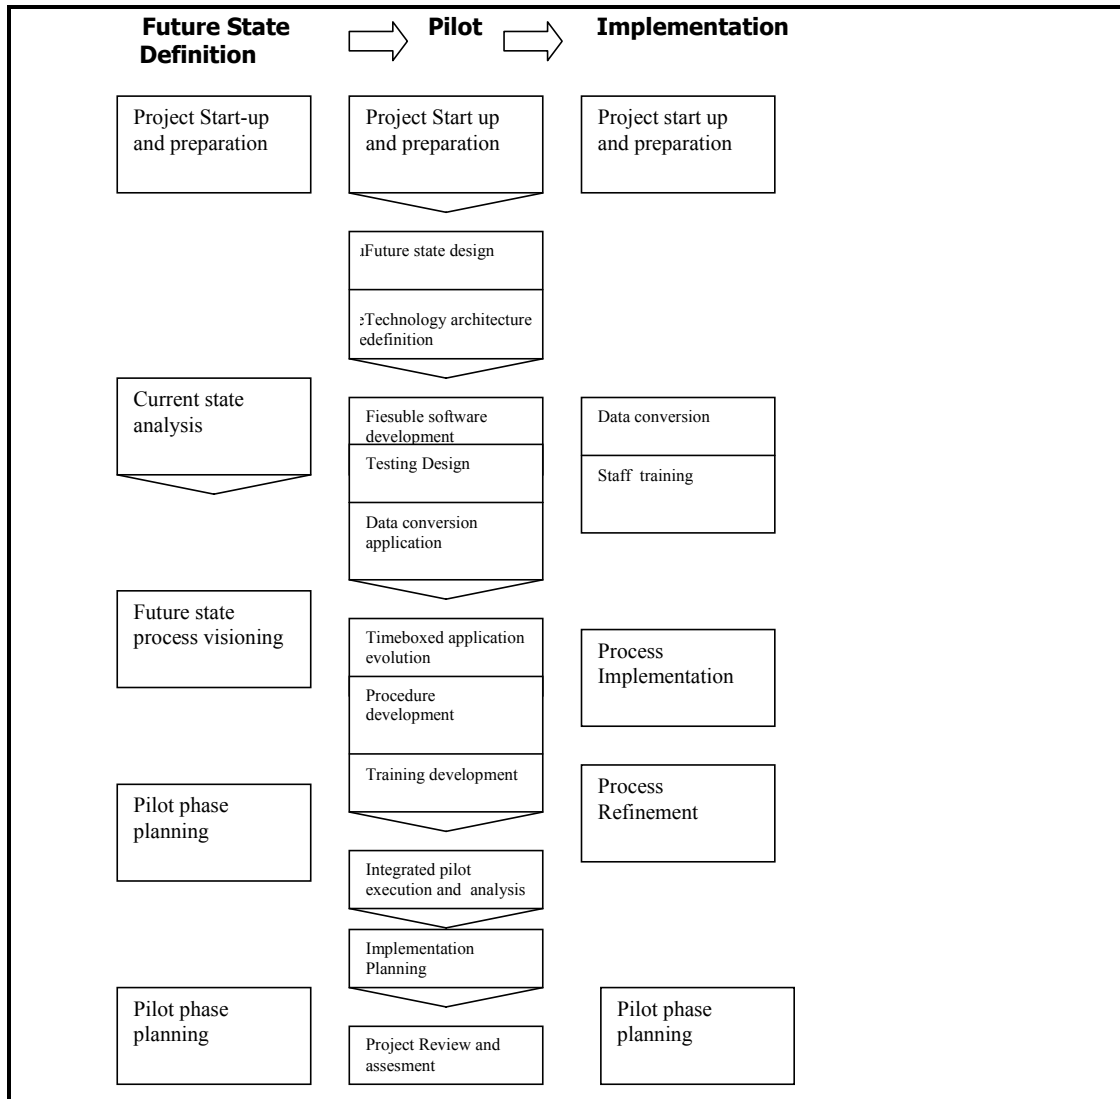 Future State
Definition
Pilot
Implementation
Project Start-up
and preparation
Project Start up
and preparation
Project start up
and preparation
Future state design
Technology architecture
edefinition
Current state
analysis
Fiesuble software
development
Testing Design
Data conversion
application
Data conversion
Staff training
Future state
process visioning
Timeboxed application
evolution
Procedure
development
Training development
Process
Implementation
Process
Refinement
Pilot phase
planning
Integrated pilot
execution and analysis
Implementation
Planning
Pilot phase
planning
Project Review and
assesment
Pilot phase
planning